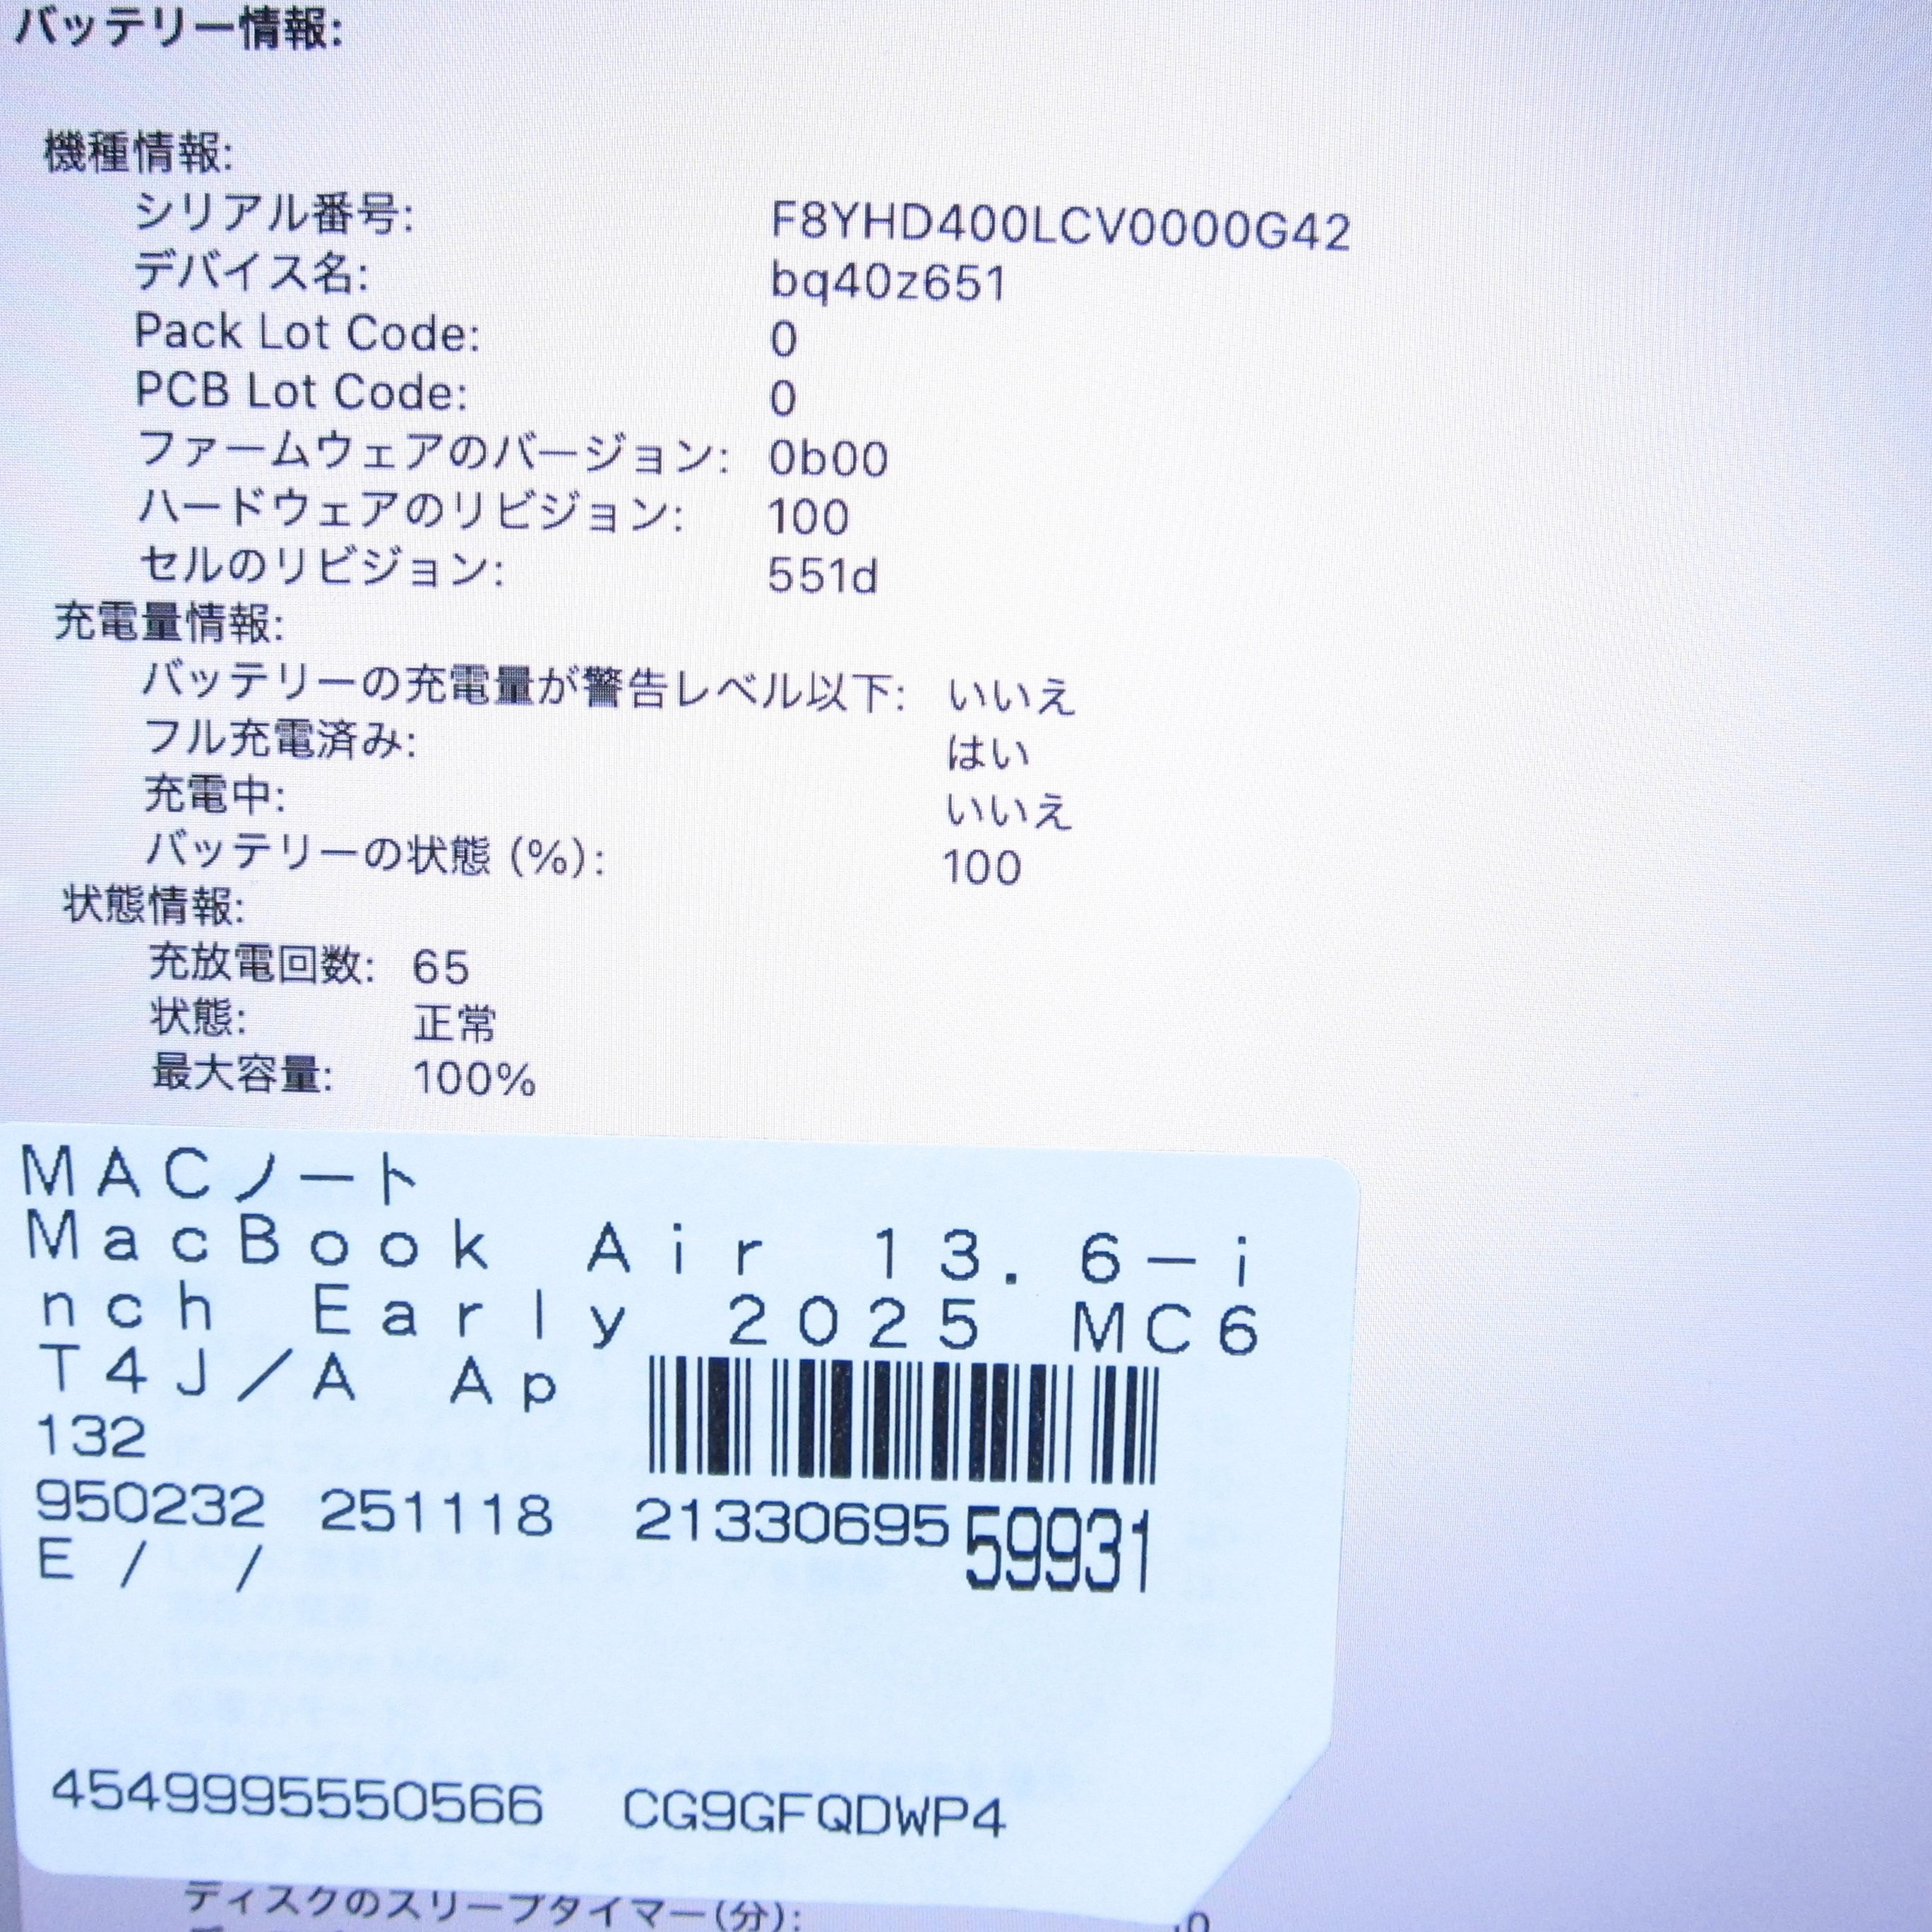 バッテリー情報:
機種情報:
シリアル番号: F8YHD400LCV0000G42
デバイス名: bq40z651
Pack Lot Code: 0
PCB Lot Code: 0
ファームウェアのバージョン: 0b00
ハードウェアのリビジョン: 100
セルのリビジョン: 551d
充電量情報:
バッテリーの充電量が警告レベル以下: いいえ
フル充電済み: はい
充電中: いいえ
バッテリーの状態 (%): 100
状態情報:
充放電回数: 65
状態: 正常
最大容量: 100%
MACノート
MacBook Air 13.6-i
nch Early 2025 MC6
T4J/A Ap
132
950232 251118 21330695 59931
E / /
4549995550566 CG9GFQDWP4
ディスクのスリープタイマー(分):